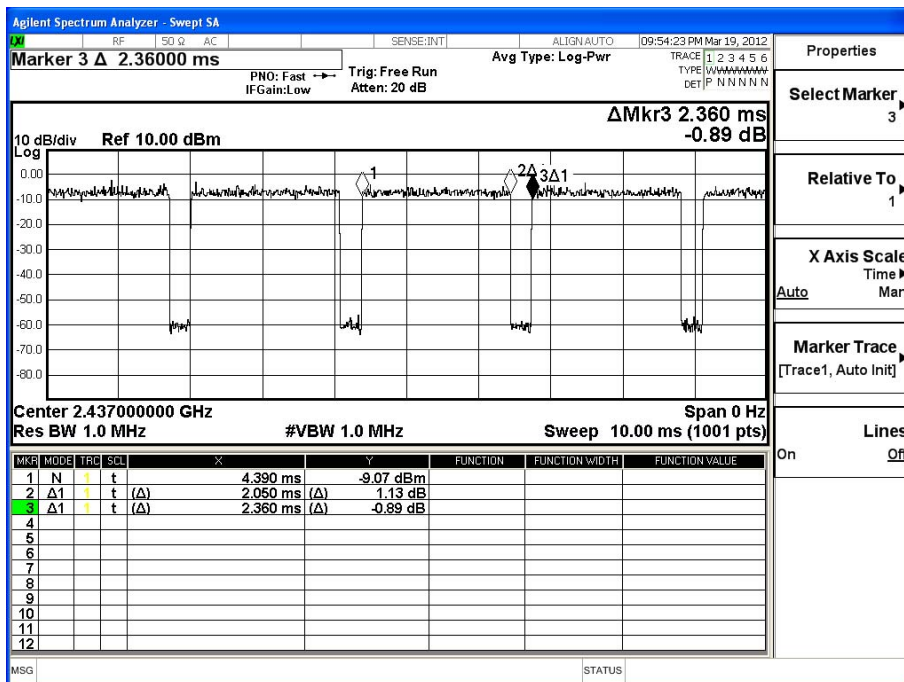 Agilent Spectrum Analyzer - Swept SA
LXI RF 50 Ω AC SENSE:INT ALIGN AUTO 09:54:23 PM Mar 19, 2012
Marker 3 Δ 2.36000 ms
PNO: Fast
IFGain:Low
Trig: Free Run
Atten: 20 dB
Avg Type: Log-Pwr
TRACE 1 2 3 4 5 6
TYPE WWWWWW
DET P N N N N N
ΔMkr3 2.360 ms
-0.89 dB
10 dB/div Ref 10.00 dBm
Log
0.00
-10.0
-20.0
-30.0
-40.0
-50.0
-60.0
-70.0
-80.0
1
2Δ
3Δ1
Center 2.437000000 GHz Span 0 Hz
Res BW 1.0 MHz #VBW 1.0 MHz Sweep 10.00 ms (1001 pts)
MKR MODE TRC SCL X Y FUNCTION FUNCTION WIDTH FUNCTION VALUE
1 N 1 t 4.390 ms -9.07 dBm
2 Δ1 1 t (Δ) 2.050 ms (Δ) 1.13 dB
3 Δ1 1 t (Δ) 2.360 ms (Δ) -0.89 dB
4
5
6
7
8
9
10
11
12
MSG STATUS
Properties
Select Marker
3
Relative To
1
X Axis Scale
Time
Auto Man
Marker Trace
[Trace1, Auto Init]
Lines
On Off